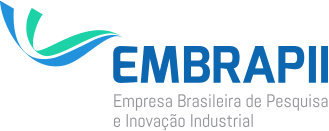 EMBRAPII
Empresa Brasileira de Pesquisa
e Inovação Industrial